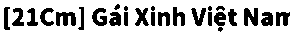 [21Cm] Gái Xinh Việt Nam